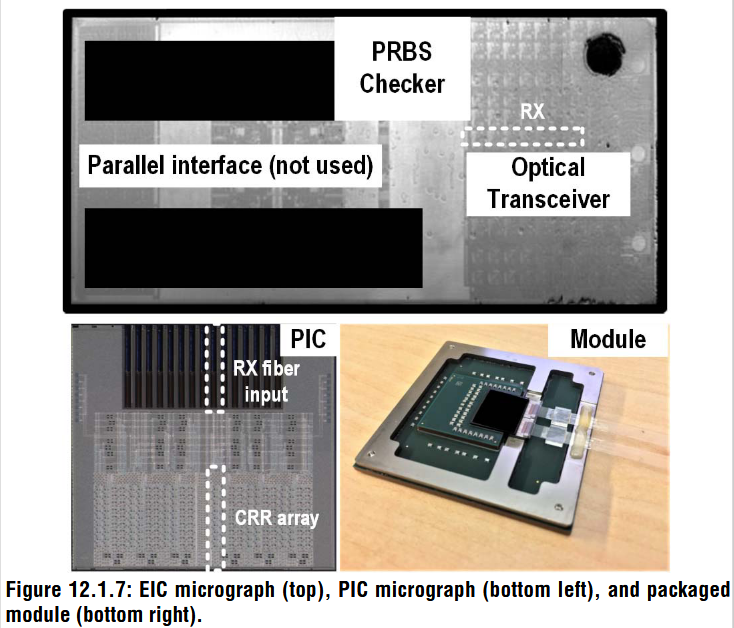 PRBS
Checker
RX
Parallel interface (not used)
Optical
Transceiver
PIC
RX fiber
input
CRR array
Module
Figure 12.1.7: EIC micrograph (top), PIC micrograph (bottom left), and packaged
module (bottom right).